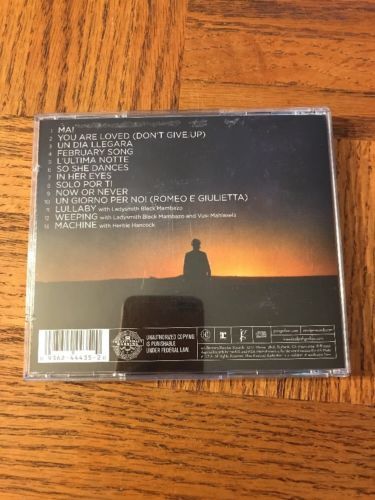 1 MAI
2 YOU ARE LOVED (DON'T GIVE UP)
3 UN DIA LLEGARA
4 FEBRUARY SONG
5 L'ULTIMA NOTTE
6 SO SHE DANCES
7 IN HER EYES
8 SOLO POR TI
9 NOW OR NEVER
10 UN GIORNO PER NOI (ROMEO E GIULIETTA)
11 LULLABY with Ladysmith Black Mambazo
12 WEEPING with Ladysmith Black Mambazo and Vusi Mahlasela
13 MACHINE with Herbie Hancock
UNAUTHORIZED COPYING
IS PUNISHABLE
UNDER FEDERAL LAW.
9362-44435-2